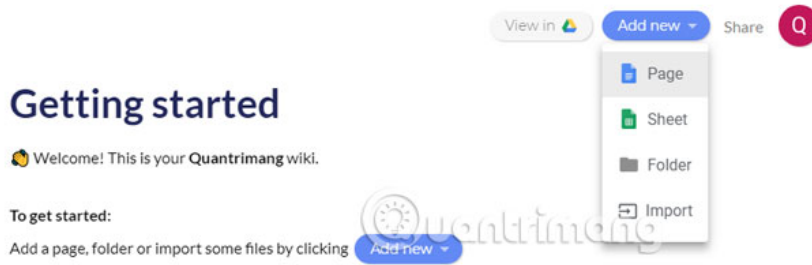 View in Add new Share Q
Page
Getting started
Sheet
Welcome! This is your Quantrimang wiki.
Folder
To get started:
Import
Add a page, folder or import some files by clicking Add new
Quantrimang